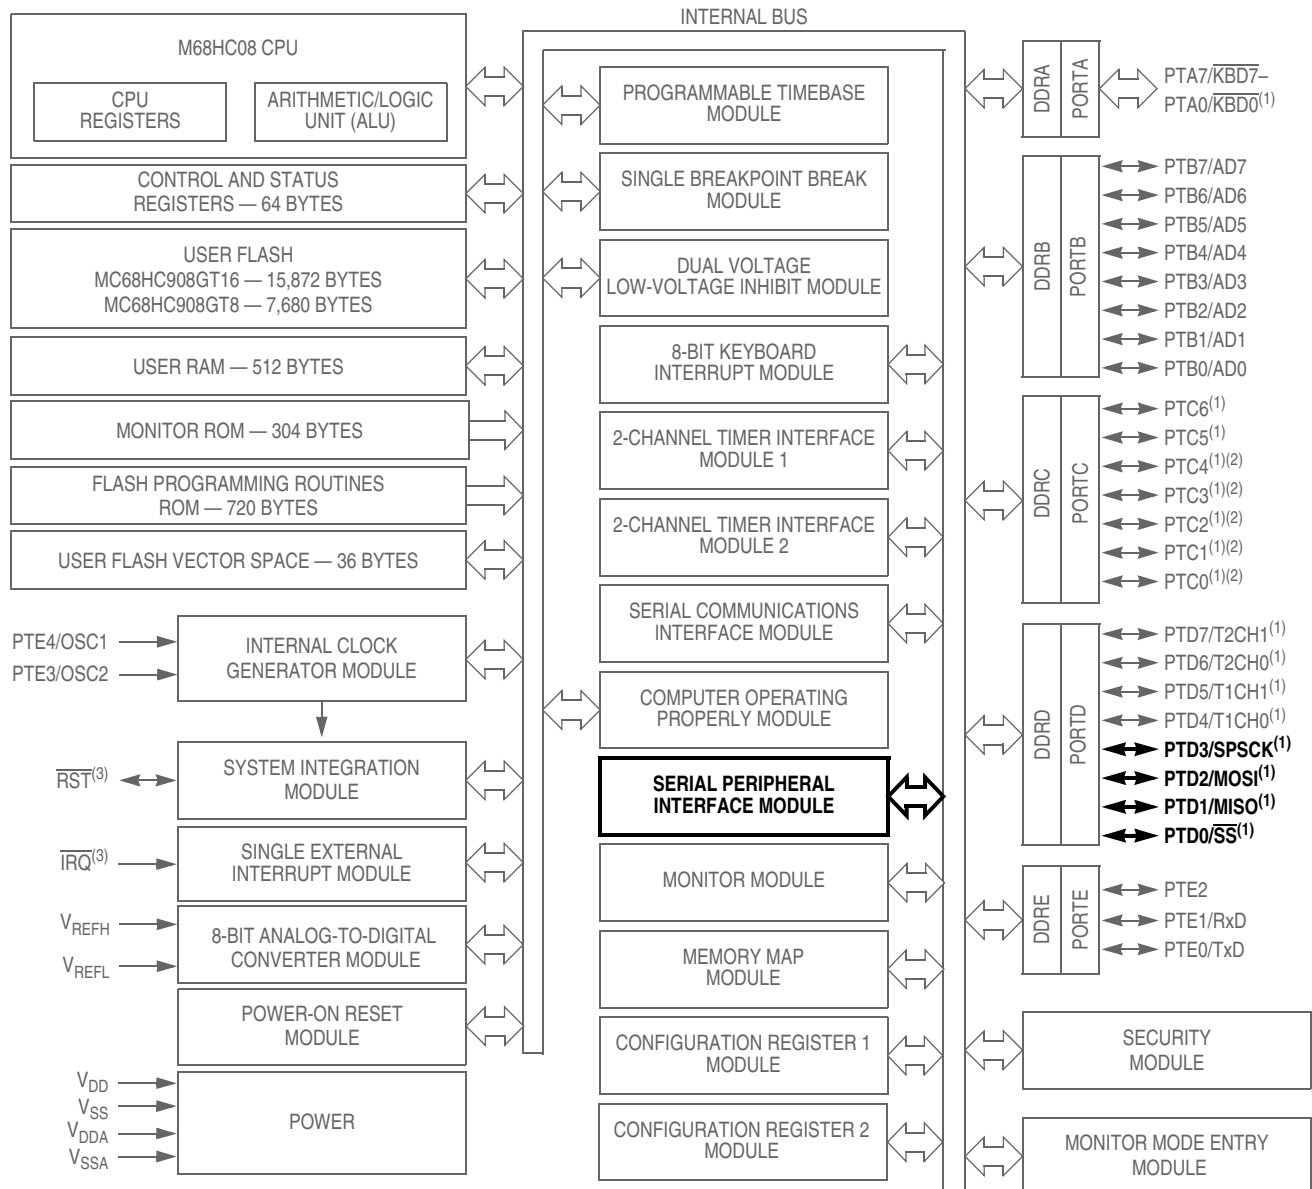 INTERNAL BUS
M68HC08 CPU
CPU
REGISTERS
ARITHMETIC/LOGIC
UNIT (ALU)
CONTROL AND STATUS
REGISTERS — 64 BYTES
USER FLASH
MC68HC908GT16 — 15,872 BYTES
MC68HC908GT8 — 7,680 BYTES
USER RAM — 512 BYTES
MONITOR ROM — 304 BYTES
FLASH PROGRAMMING ROUTINES
ROM — 720 BYTES
USER FLASH VECTOR SPACE — 36 BYTES
PTE4/OSC1
PTE3/OSC2
INTERNAL CLOCK
GENERATOR MODULE
RST(3)
SYSTEM INTEGRATION
MODULE
IRQ(3)
SINGLE EXTERNAL
INTERRUPT MODULE
VREFH
VREFL
8-BIT ANALOG-TO-DIGITAL
CONVERTER MODULE
POWER-ON RESET
MODULE
VDD
VSS
VDDA
VSSA
POWER
PROGRAMMABLE TIMEBASE
MODULE
SINGLE BREAKPOINT BREAK
MODULE
DUAL VOLTAGE
LOW-VOLTAGE INHIBIT MODULE
8-BIT KEYBOARD
INTERRUPT MODULE
2-CHANNEL TIMER INTERFACE
MODULE 1
2-CHANNEL TIMER INTERFACE
MODULE 2
SERIAL COMMUNICATIONS
INTERFACE MODULE
COMPUTER OPERATING
PROPERLY MODULE
SERIAL PERIPHERAL
INTERFACE MODULE
MONITOR MODULE
MEMORY MAP
MODULE
CONFIGURATION REGISTER 1
MODULE
CONFIGURATION REGISTER 2
MODULE
DDRA
PORTA
PTA7/KBD7–
PTA0/KBD0(1)
DDRB
PORTB
PTB7/AD7
PTB6/AD6
PTB5/AD5
PTB4/AD4
PTB3/AD3
PTB2/AD2
PTB1/AD1
PTB0/AD0
DDRC
PORTC
PTC6(1)
PTC5(1)
PTC4(1)(2)
PTC3(1)(2)
PTC2(1)(2)
PTC1(1)(2)
PTC0(1)(2)
DDRD
PORTD
PTD7/T2CH1(1)
PTD6/T2CH0(1)
PTD5/T1CH1(1)
PTD4/T1CH0(1)
PTD3/SPSCK(1)
PTD2/MOSI(1)
PTD1/MISO(1)
PTD0/SS(1)
DDRE
PORTE
PTE2
PTE1/RxD
PTE0/TxD
SECURITY
MODULE
MONITOR MODE ENTRY
MODULE